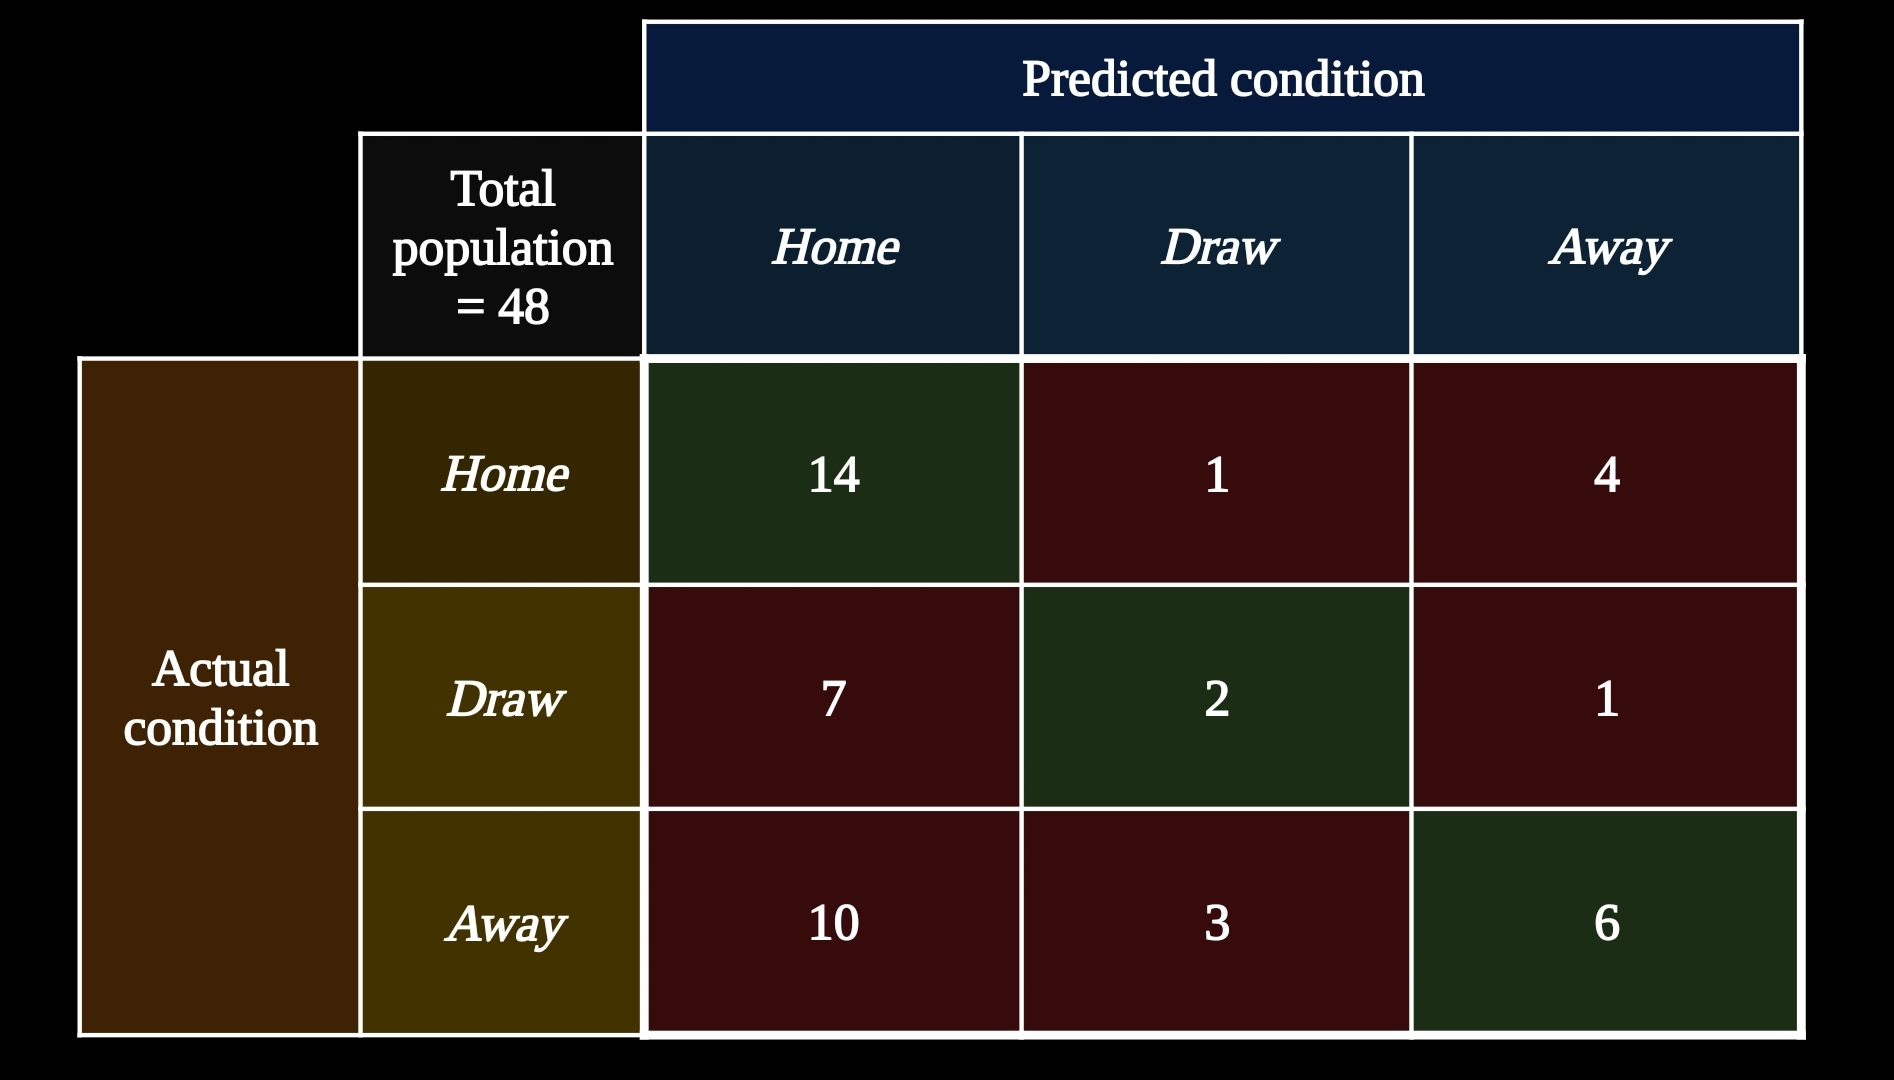 Predicted condition
Total
population
= 48
Home
Draw
Away
Home
14
1
4
Actual
condition
Draw
7
2
1
Away
10
3
6